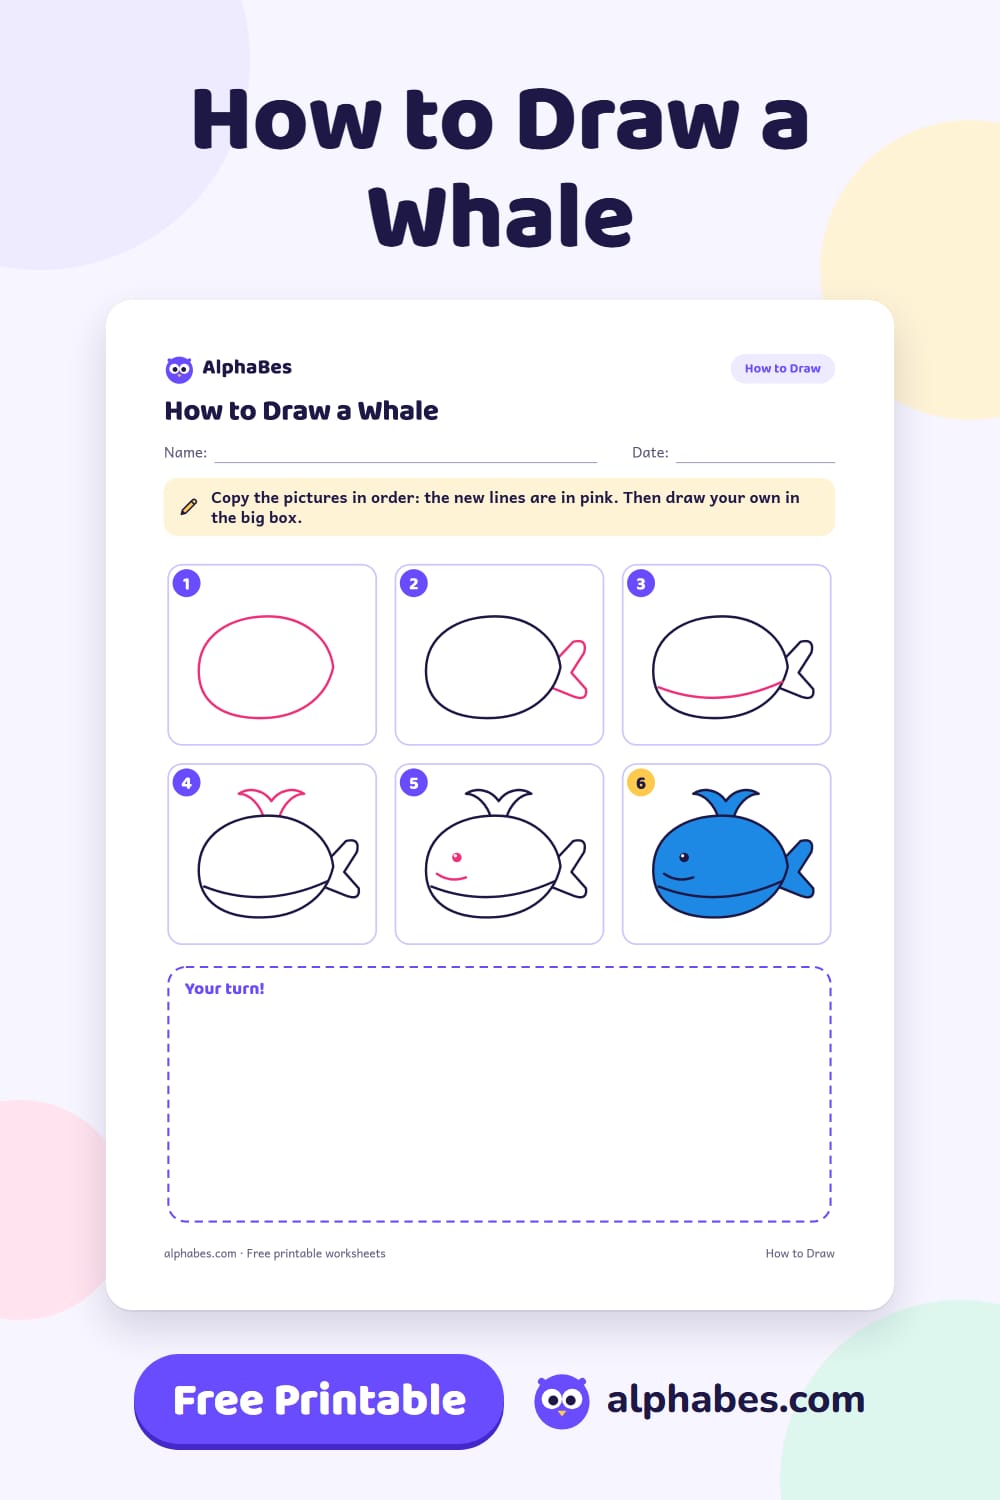 How to Draw a
Whale
AlphaBes
How to Draw
How to Draw a Whale
Name:
Date:
Copy the pictures in order: the new lines are in pink. Then draw your own in
the big box.
1
2
3
4
5
6
Your turn!
alphabes.com · Free printable worksheets
How to Draw
Free Printable
alphabes.com